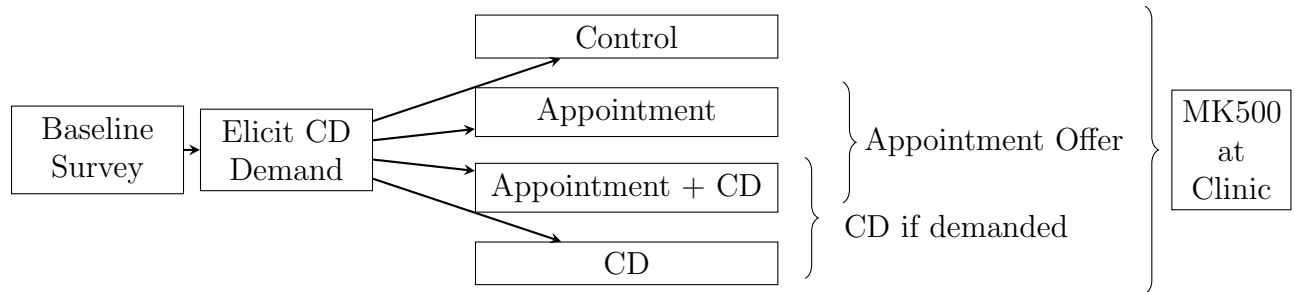 Baseline
Survey
Elicit CD
Demand
Control
Appointment
Appointment + CD
CD
Appointment Offer
CD if demanded
MK500
at
Clinic